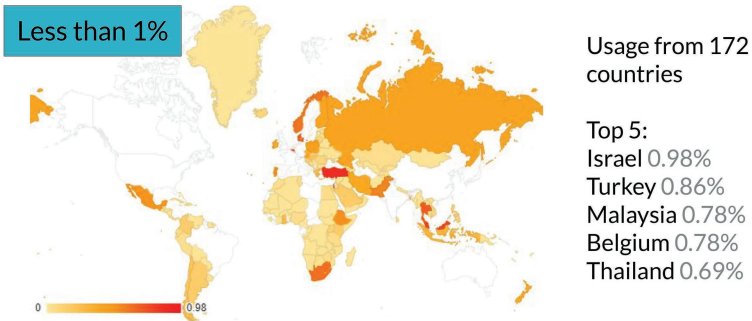 Less than 1%
Usage from 172
countries
Top 5:
Israel 0.98%
Turkey 0.86%
Malaysia 0.78%
Belgium 0.78%
Thailand 0.69%
0
0.98